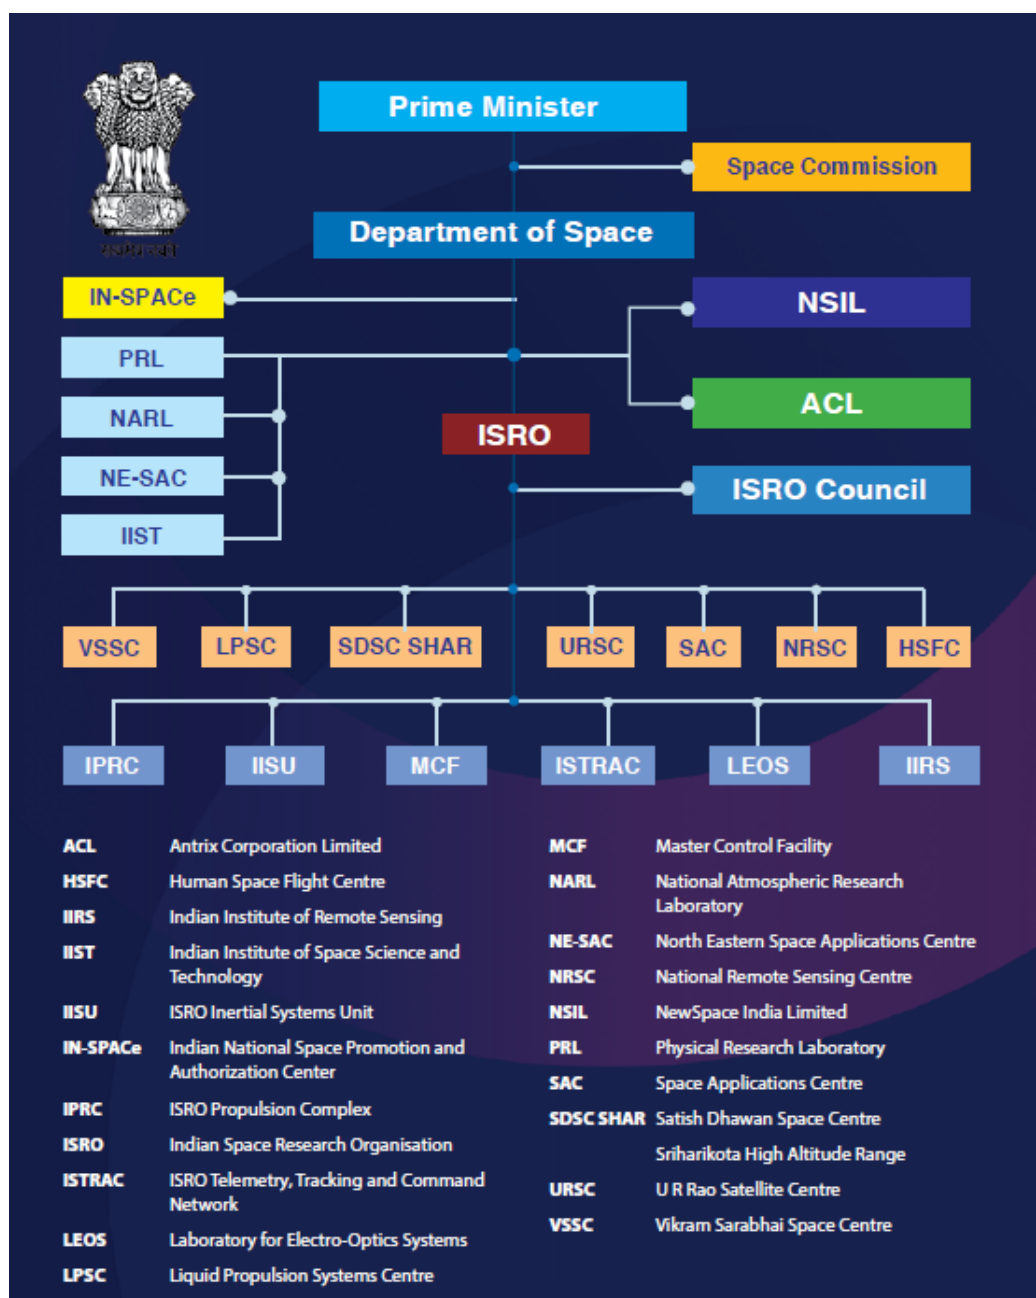 Prime Minister
Space Commission
Department of Space
IN-SPACe
NSIL
PRL
ACL
NARL
ISRO
NE-SAC
ISRO Council
IIST
VSSC
LPSC
SDSC SHAR
URSC
SAC
NRSC
HSFC
IPRC
IISU
MCF
ISTRAC
LEOS
IIRS
ACL Antrix Corporation Limited
HSFC Human Space Flight Centre
IIRS Indian Institute of Remote Sensing
IIST Indian Institute of Space Science and
Technology
IISU ISRO Inertial Systems Unit
IN-SPACe Indian National Space Promotion and
Authorization Center
IPRC ISRO Propulsion Complex
ISRO Indian Space Research Organisation
ISTRAC ISRO Telemetry, Tracking and Command
Network
LEOS Laboratory for Electro-Optics Systems
LPSC Liquid Propulsion Systems Centre
MCF Master Control Facility
NARL National Atmospheric Research
Laboratory
NE-SAC North Eastern Space Applications Centre
NRSC National Remote Sensing Centre
NSIL NewSpace India Limited
PRL Physical Research Laboratory
SAC Space Applications Centre
SDSC SHAR Satish Dhawan Space Centre
Sriharikota High Altitude Range
URSC U R Rao Satellite Centre
VSSC Vikram Sarabhai Space Centre